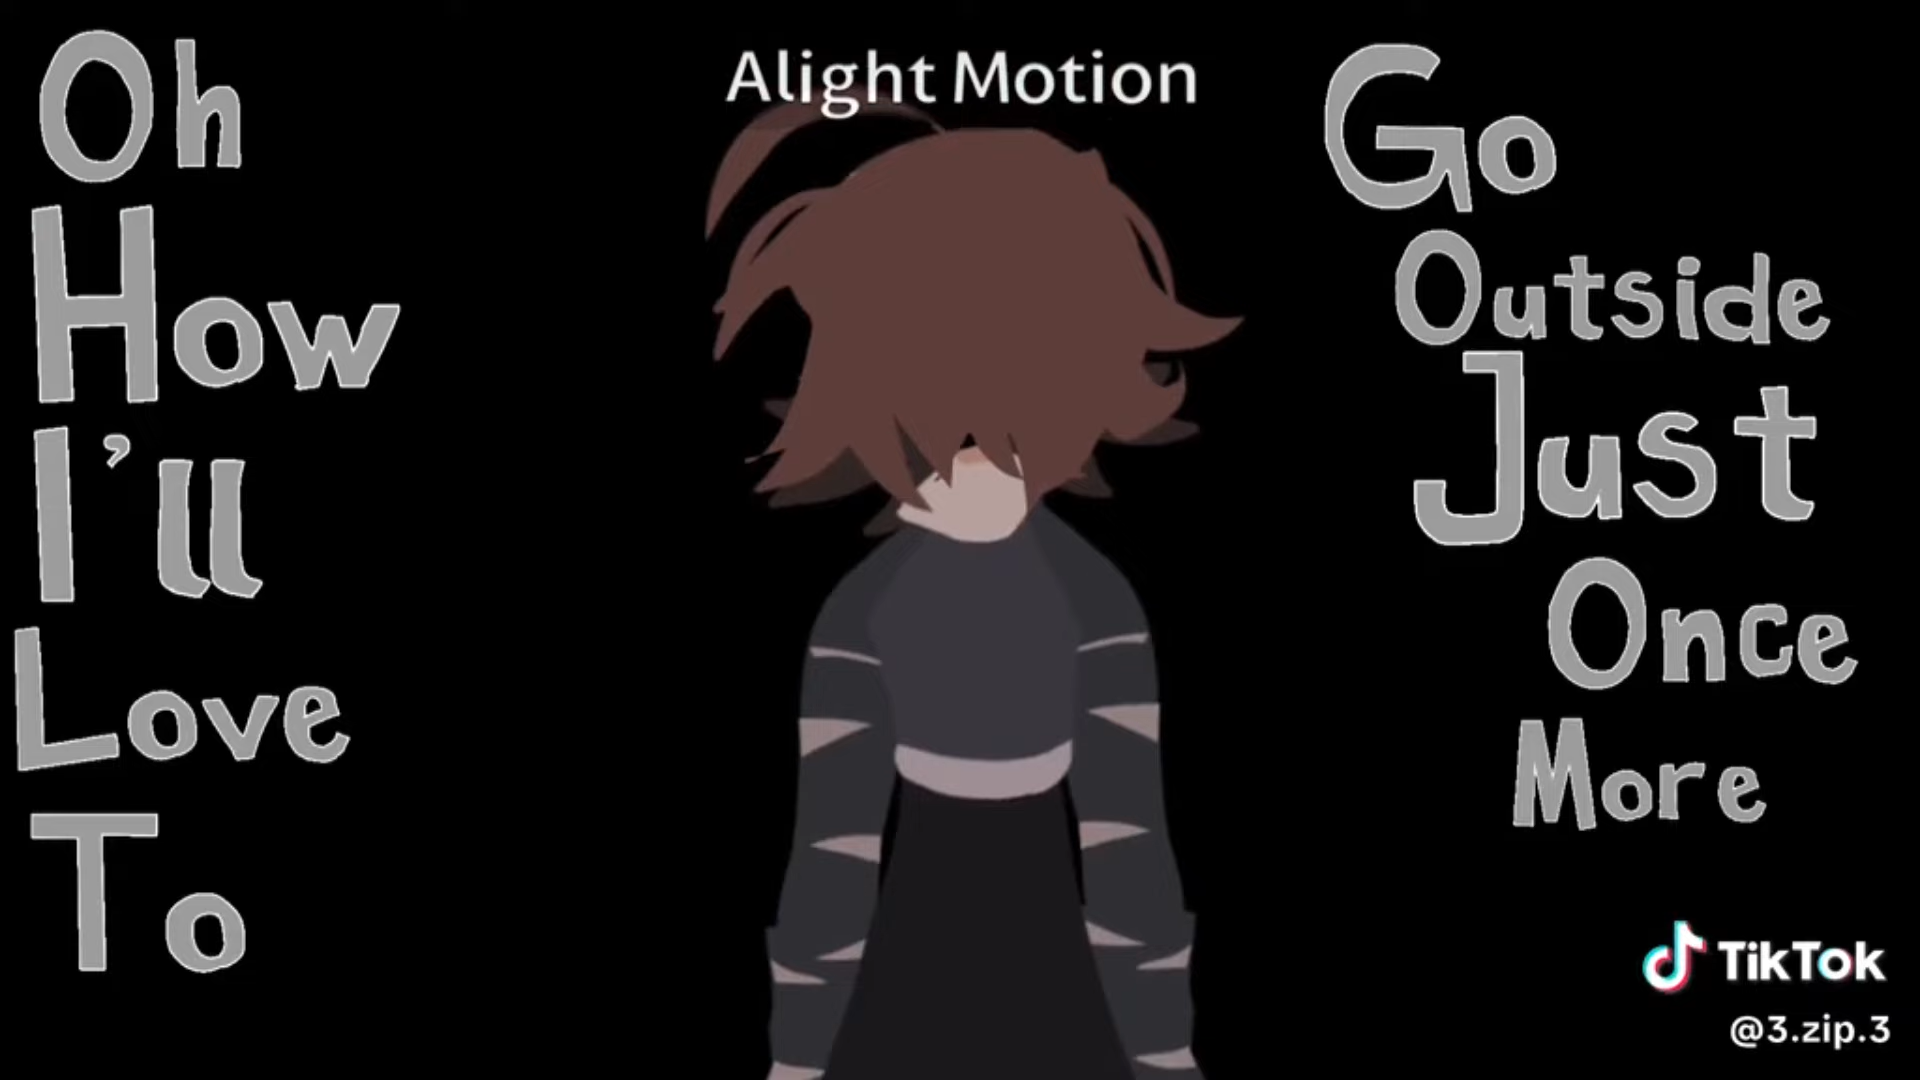 Alight Motion
Oh
How
I'll
Love
To
Go
Outside
Just
Once
More
TikTok
@3.zip.3